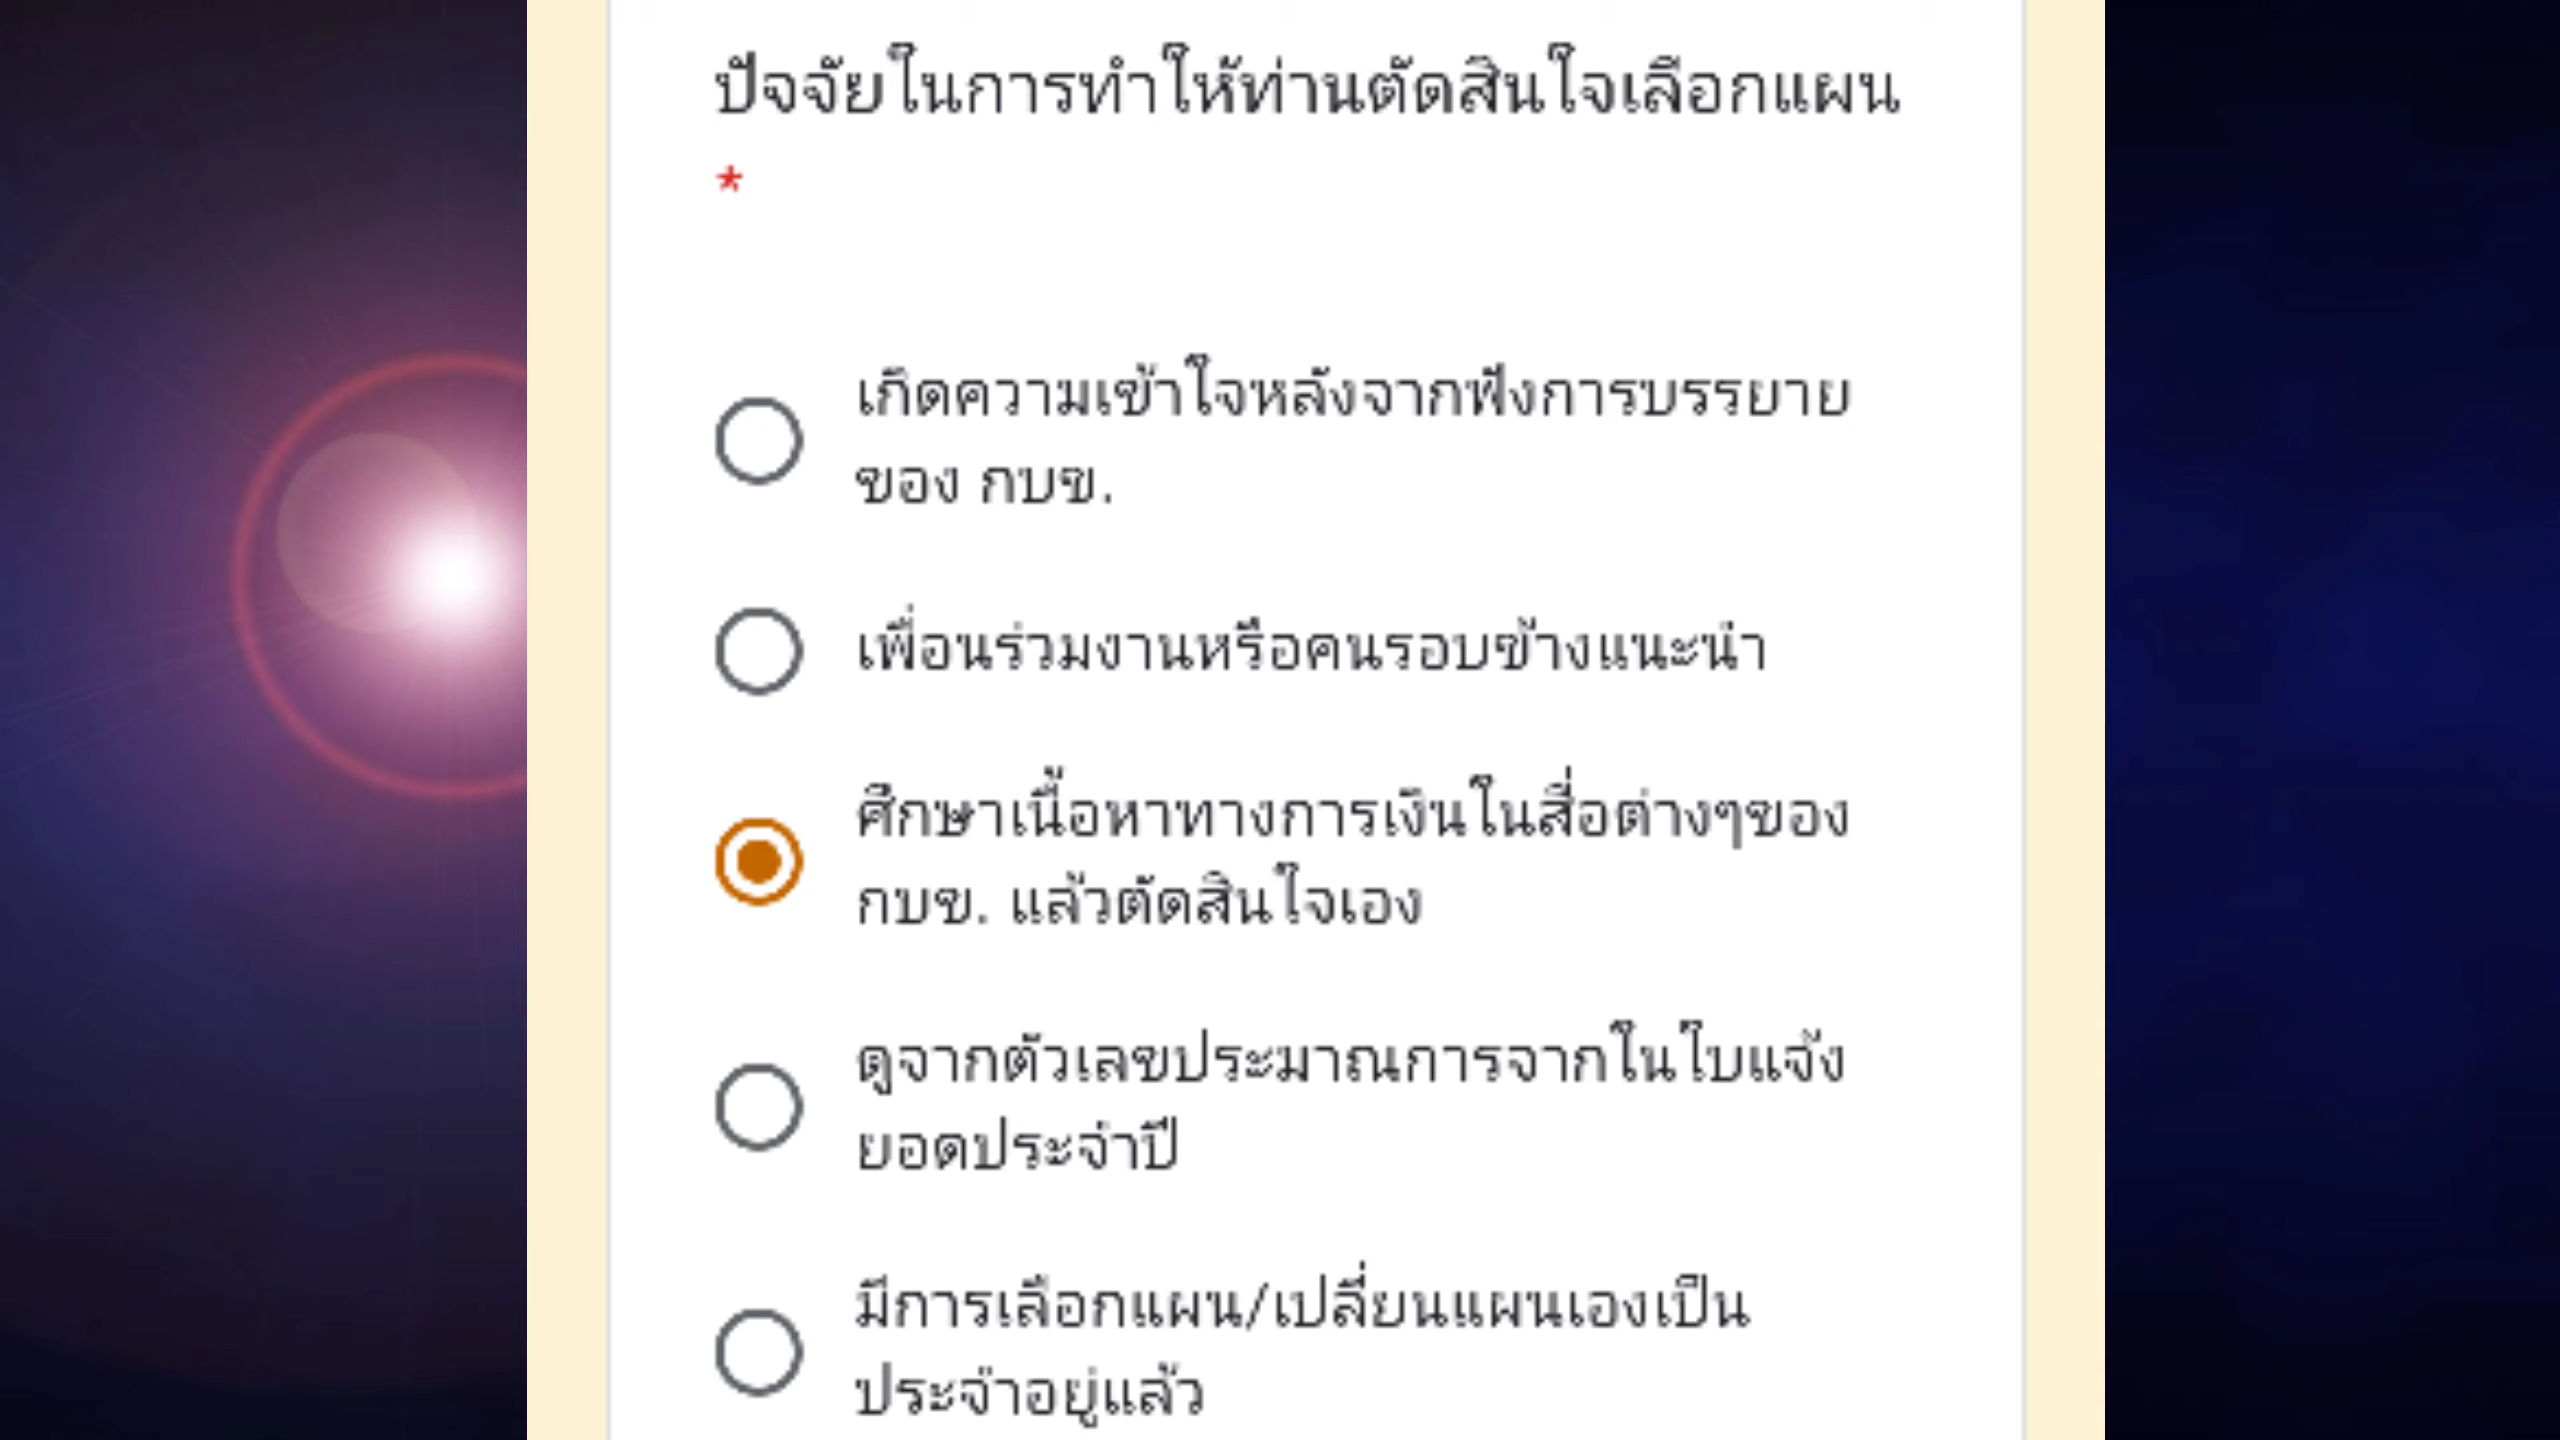 ปัจจัยในการทำให้ท่านตัดสินใจเลือกแผน
*
เกิดความเข้าใจหลังจากฟังการบรรยาย
ของ กบข.
เพื่อนร่วมงานหรือคนรอบข้างแนะนำ
ศึกษาเนื้อหาทางการเงินในสื่อต่างๆของ
กบข. แล้วตัดสินใจเอง
ดูจากตัวเลขประมาณการจากในใบแจ้ง
ยอดประจำปี
มีการเลือกแผน/เปลี่ยนแผนเองเป็น
ประจำอยู่แล้ว